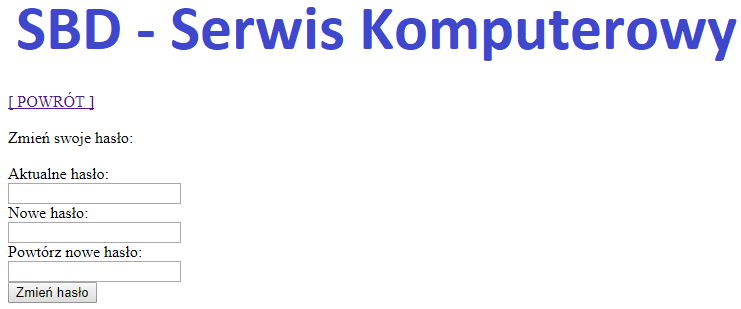 SBD - Serwis Komputerowy
[ POWRÓT ]
Zmień swoje hasło:
Aktualne hasło:
Nowe hasło:
Powtórz nowe hasło:
Zmień hasło